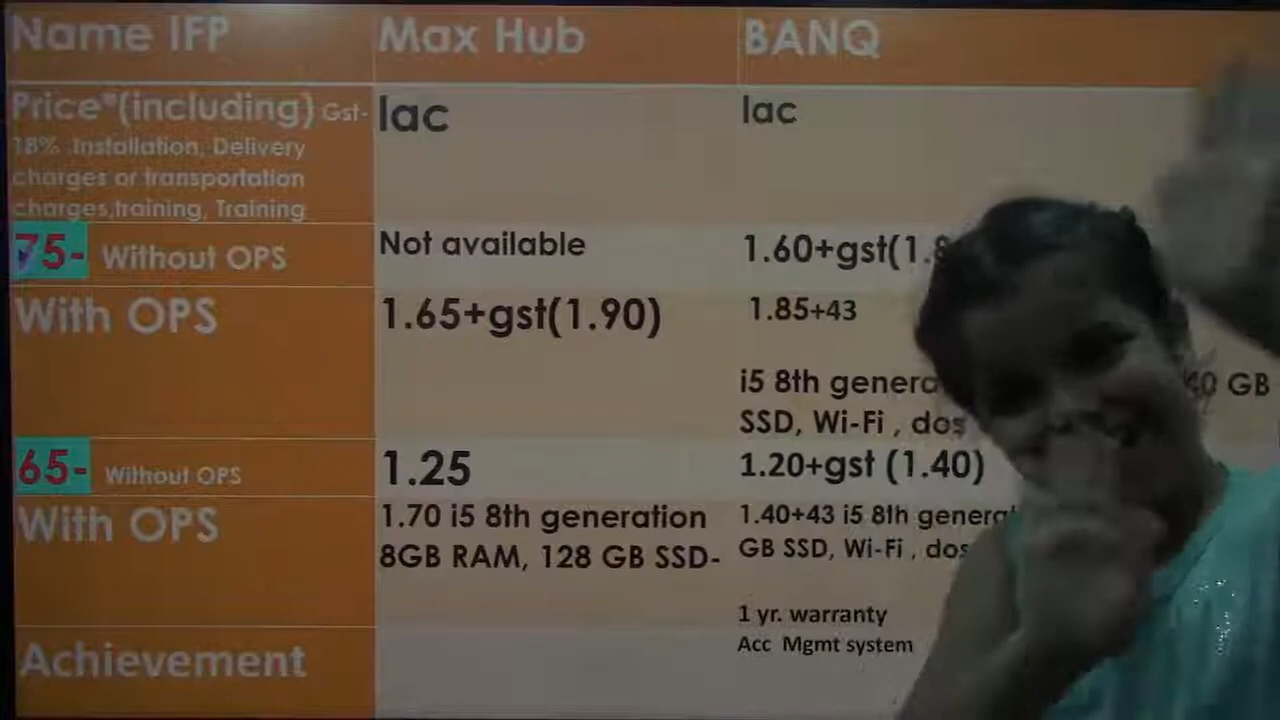 Name IFP
Max Hub
BANQ
Price*(including) Gst-
18% .Installation, Delivery
charges or transportation
charges,training, Training
lac
lac
75- Without OPS
Not available
1.60+gst(1.8
With OPS
1.65+gst(1.90)
1.85+43
i5 8th genera 40 GB
SSD, Wi-Fi , dos
65- Without OPS
1.25
1.20+gst (1.40)
With OPS
1.70 i5 8th generation
8GB RAM, 128 GB SSD-
1.40+43 i5 8th genera
GB SSD, Wi-Fi , dos
1 yr. warranty
Acc Mgmt system
Achievement